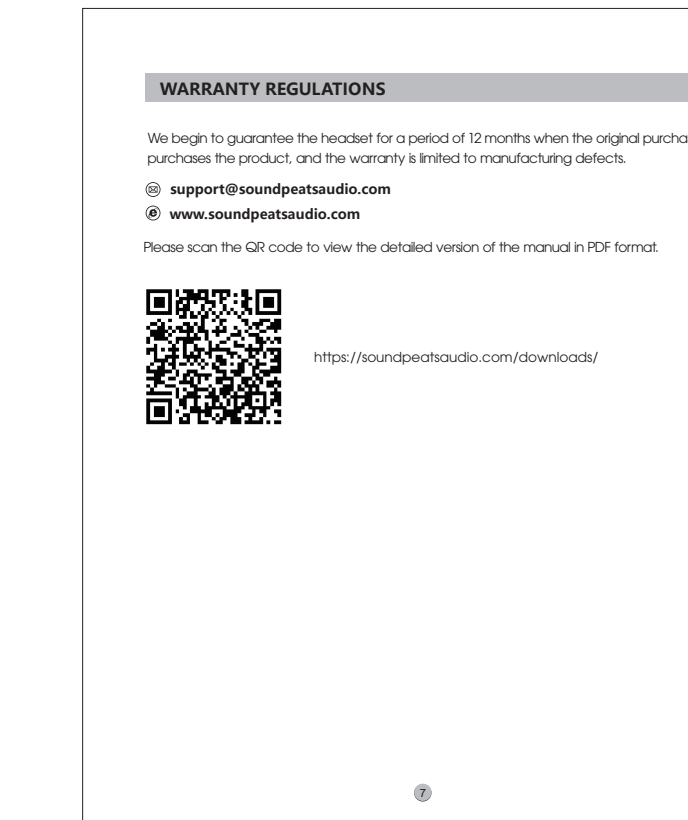 WARRANTY REGULATIONS
We begin to guarantee the headset for a period of 12 months when the original purcha
purchases the product, and the warranty is limited to manufacturing defects.
support@soundpeatsaudio.com
www.soundpeatsaudio.com
Please scan the QR code to view the detailed version of the manual in PDF format.
https://soundpeatsaudio.com/downloads/
7